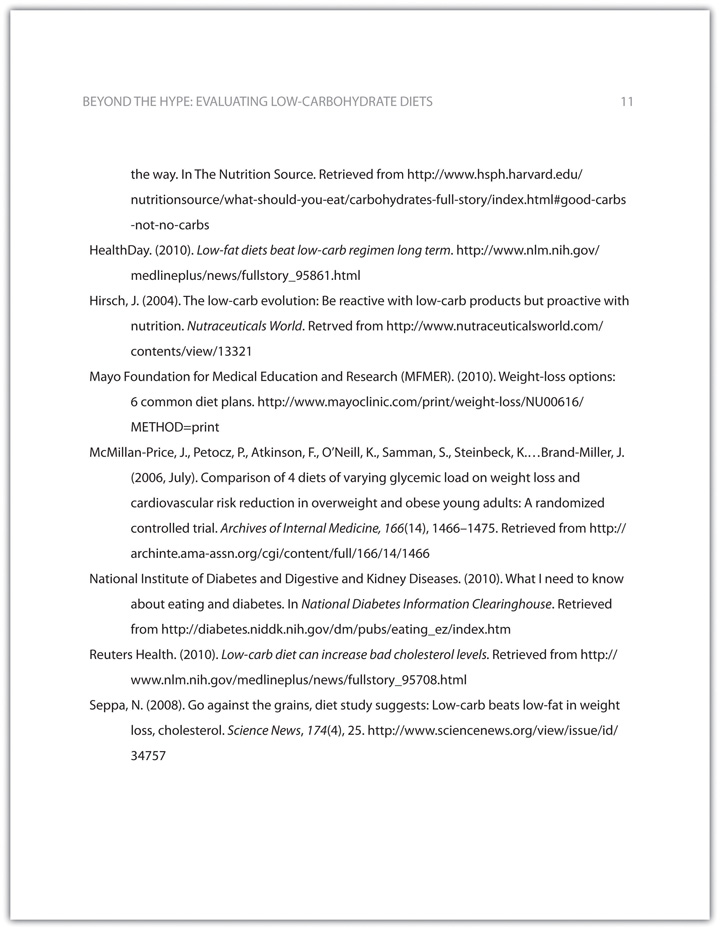 BEYOND THE HYPE: EVALUATING LOW-CARBOHYDRATE DIETS 11
the way. In The Nutrition Source. Retrieved from http://www.hsph.harvard.edu/
nutritionsource/what-should-you-eat/carbohydrates-full-story/index.html#good-carbs
-not-no-carbs
HealthDay. (2010). Low-fat diets beat low-carb regimen long term. http://www.nlm.nih.gov/
medlineplus/news/fullstory_95861.html
Hirsch, J. (2004). The low-carb evolution: Be reactive with low-carb products but proactive with
nutrition. Nutraceuticals World. Retrved from http://www.nutraceuticalsworld.com/
contents/view/13321
Mayo Foundation for Medical Education and Research (MFMER). (2010). Weight-loss options:
6 common diet plans. http://www.mayoclinic.com/print/weight-loss/NU00616/
METHOD=print
McMillan-Price, J., Petocz, P., Atkinson, F., O’Neill, K., Samman, S., Steinbeck, K.…Brand-Miller, J.
(2006, July). Comparison of 4 diets of varying glycemic load on weight loss and
cardiovascular risk reduction in overweight and obese young adults: A randomized
controlled trial. Archives of Internal Medicine, 166(14), 1466–1475. Retrieved from http://
archinte.ama-assn.org/cgi/content/full/166/14/1466
National Institute of Diabetes and Digestive and Kidney Diseases. (2010). What I need to know
about eating and diabetes. In National Diabetes Information Clearinghouse. Retrieved
from http://diabetes.niddk.nih.gov/dm/pubs/eating_ez/index.htm
Reuters Health. (2010). Low-carb diet can increase bad cholesterol levels. Retrieved from http://
www.nlm.nih.gov/medlineplus/news/fullstory_95708.html
Seppa, N. (2008). Go against the grains, diet study suggests: Low-carb beats low-fat in weight
loss, cholesterol. Science News, 174(4), 25. http://www.sciencenews.org/view/issue/id/
34757